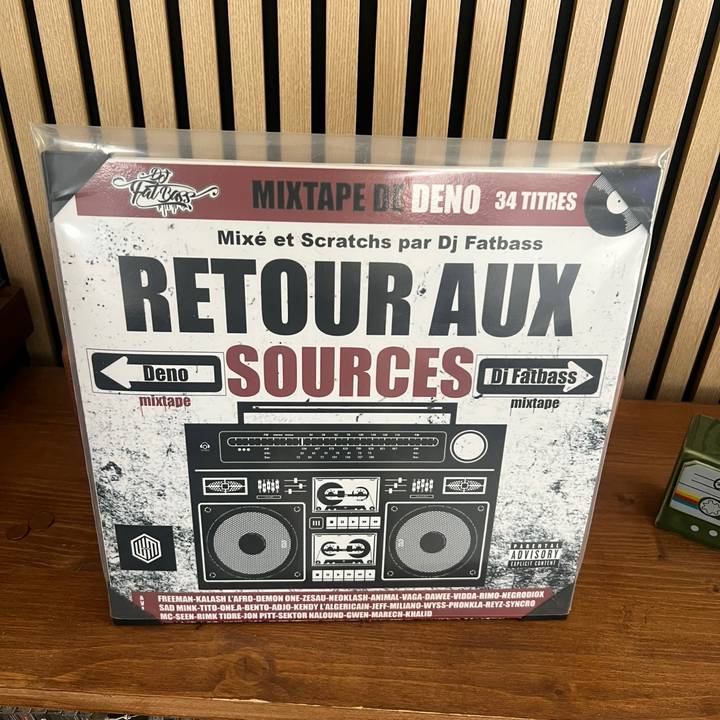 DJ Fat Bass
MIXTAPE DE DENO 34 TITRES
Mixé et Scratchs par Dj Fatbass
RETOUR AUX
SOURCES
Deno
mixtape
Dj Fatbass
mixtape
PARENTAL
ADVISORY
EXPLICIT CONTENT
FREEMAN-KALASH L'AFRO-DEMON ONE-ZESAU-NEOKLASH-ANIMAL-VAGA-DAWEE-VIDDA-RIMO-NEGRODIOX
SAD MINK-TITO-ONE.A-BENTO-ADJO-KENDY L'ALGERICAIN-JEFF-MILIANO-WYSS-PHONKLA-REYZ-SYNCRO
MC-SEEN-RIMK TIDRE-JON PITT-SEKTOR NALOUND-GWEN-MARECH-KHALID